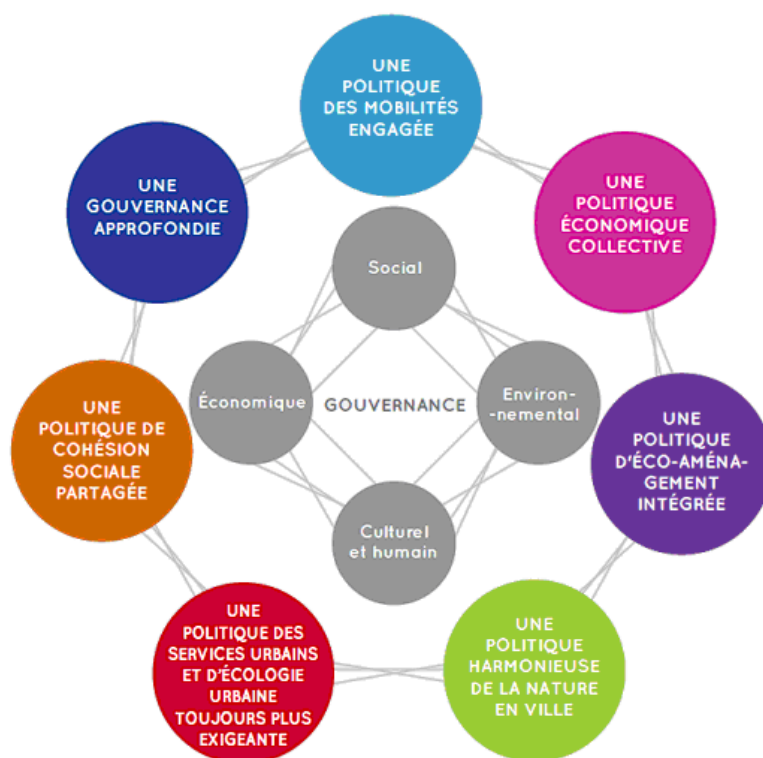 UNE
POLITIQUE
DES MOBILITÉS
ENGAGÉE
UNE
GOUVERNANCE
APPROFONDIE
UNE
POLITIQUE
ÉCONOMIQUE
COLLECTIVE
Social
Économique
GOUVERNANCE
Environ-
-nemental
Culturel
et humain
UNE
POLITIQUE DE
COHÉSION
SOCIALE
PARTAGÉE
UNE
POLITIQUE
D'ÉCO-AMÉNA-
GEMENT
INTÉGRÉE
UNE
POLITIQUE DES
SERVICES URBAINS
ET D'ÉCOLOGIE
URBAINE
TOUJOURS PLUS
EXIGEANTE
UNE
POLITIQUE
HARMONIEUSE
DE LA NATURE
EN VILLE